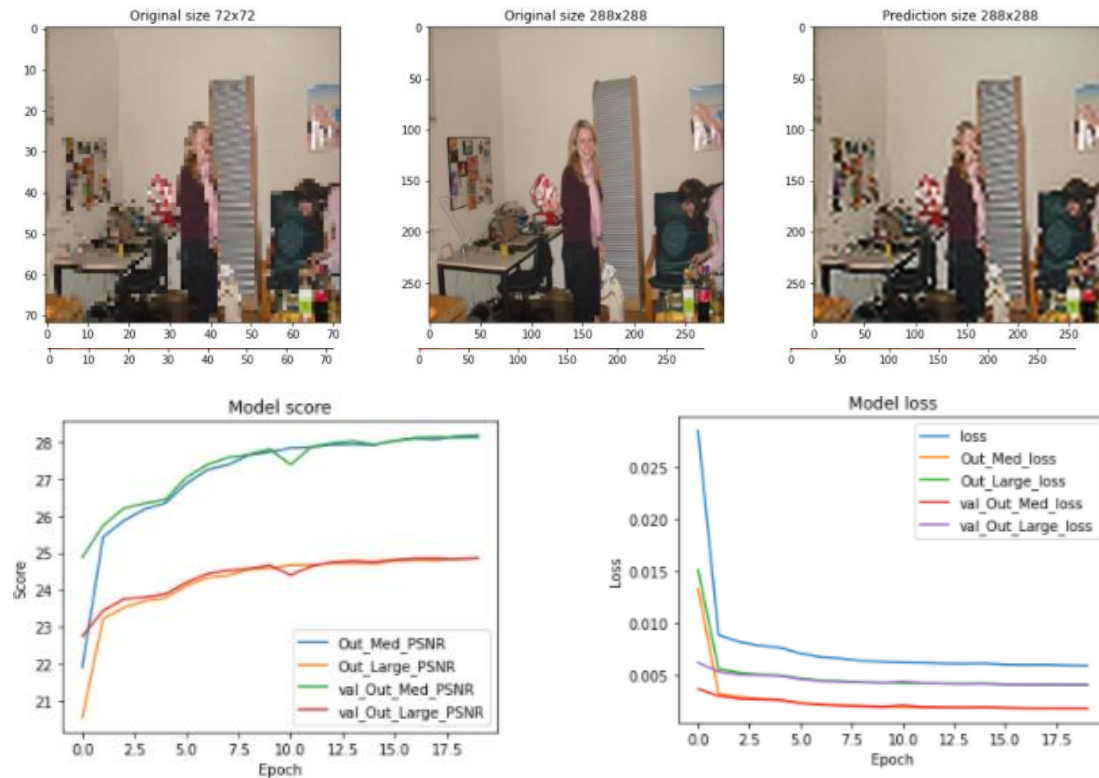 Original size 72x72
Original size 288x288
Prediction size 288x288
0
10
20
30
40
50
60
70
0 10 20 30 40 50 60 70
0 10 20 30 40 50 60 70
0
50
100
150
200
250
0 50 100 150 200 250
0 50 100 150 200 250
0
50
100
150
200
250
0 50 100 150 200 250
0 50 100 150 200 250
Model score
Score
28
27
26
25
24
23
22
21
Out_Med_PSNR
Out_Large_PSNR
val_Out_Med_PSNR
val_Out_Large_PSNR
0.0 2.5 5.0 7.5 10.0 12.5 15.0 17.5
Epoch
Model loss
Loss
0.025
0.020
0.015
0.010
0.005
loss
Out_Med_loss
Out_Large_loss
val_Out_Med_loss
val_Out_Large_loss
0.0 2.5 5.0 7.5 10.0 12.5 15.0 17.5
Epoch